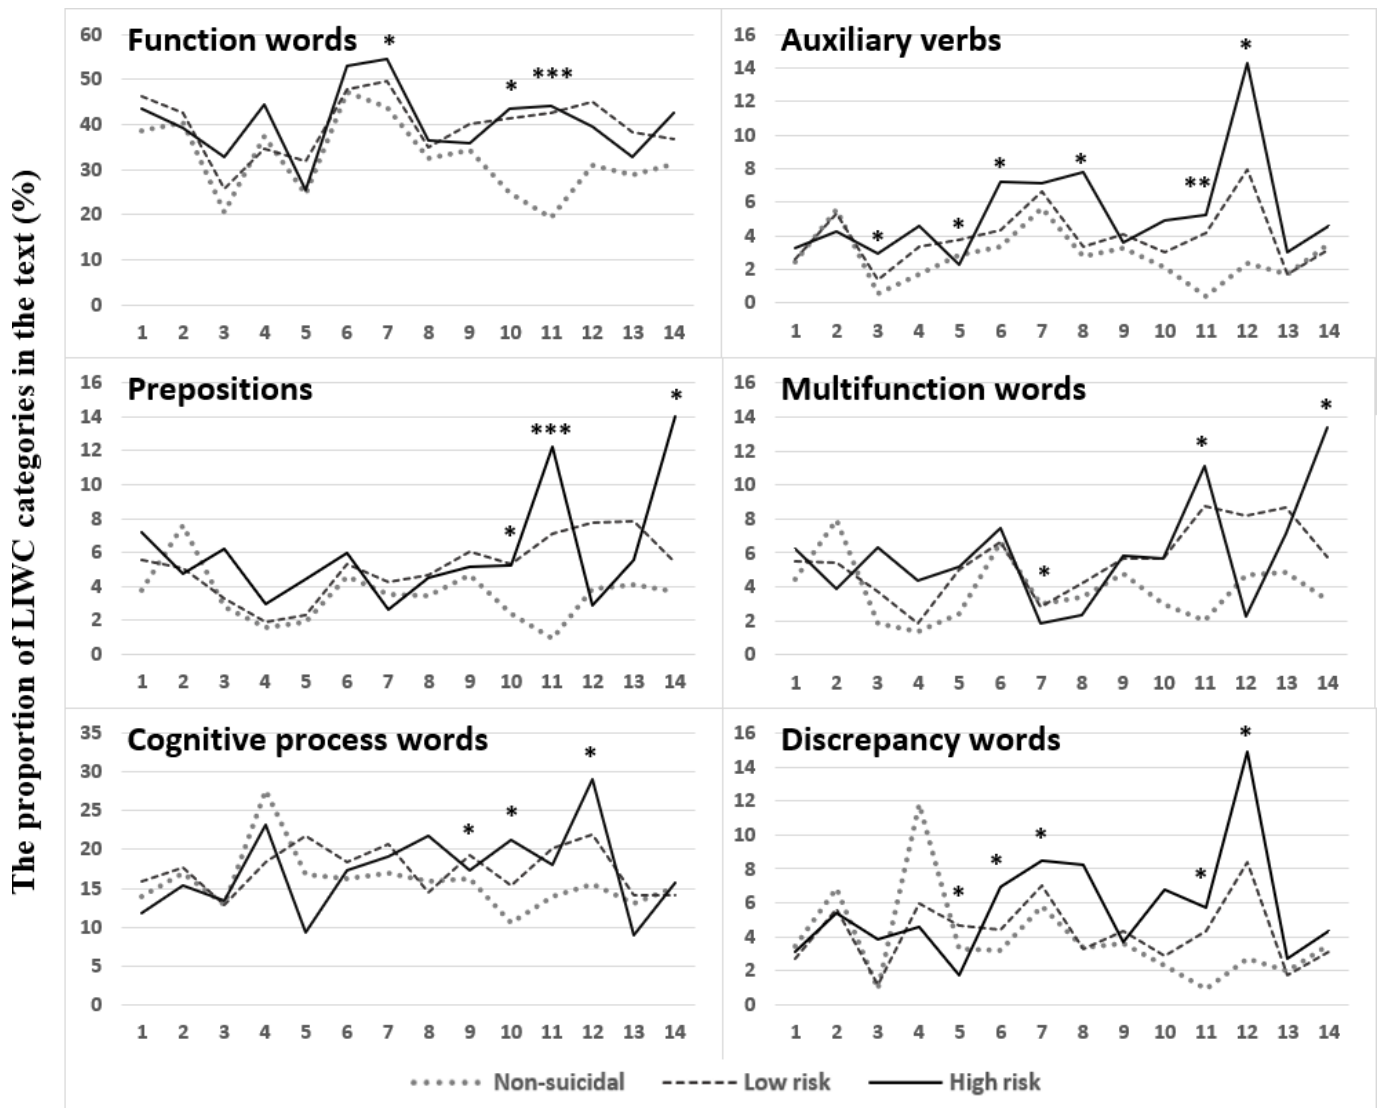 The proportion of LIWC categories in the text (%)
Function words
60
50
40
30
20
10
0
* * ***
1 2 3 4 5 6 7 8 9 10 11 12 13 14
Auxiliary verbs
16
14
12
10
8
6
4
2
0
* * * * ** *
1 2 3 4 5 6 7 8 9 10 11 12 13 14
Prepositions
16
14
12
10
8
6
4
2
0
* *** *
1 2 3 4 5 6 7 8 9 10 11 12 13 14
Multifunction words
16
14
12
10
8
6
4
2
0
* * *
1 2 3 4 5 6 7 8 9 10 11 12 13 14
Cognitive process words
35
30
25
20
15
10
5
0
* * *
1 2 3 4 5 6 7 8 9 10 11 12 13 14
Discrepancy words
16
14
12
10
8
6
4
2
0
* * * * *
1 2 3 4 5 6 7 8 9 10 11 12 13 14
Non-suicidal Low risk High risk